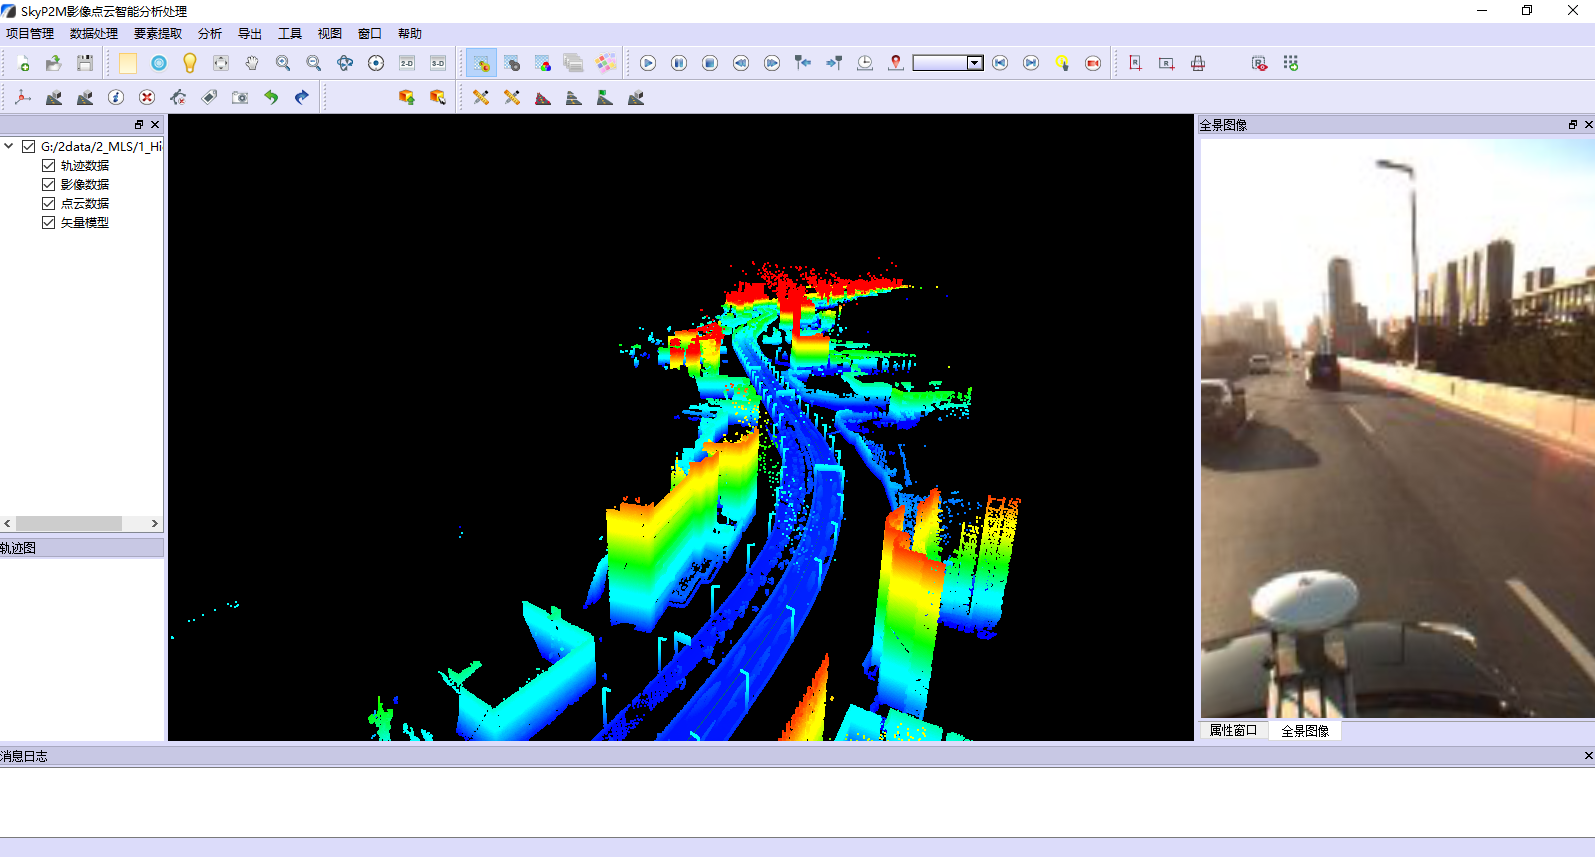 SkyP2M影像点云智能分析处理
项目管理 数据处理 要素提取 分析 导出 工具 视图 窗口 帮助
2-D 3-D
G:/2data/2_MLS/1_Hi
轨迹数据
影像数据
点云数据
矢量模型
轨迹图
全景图像
属性窗口 全景图像
消息日志